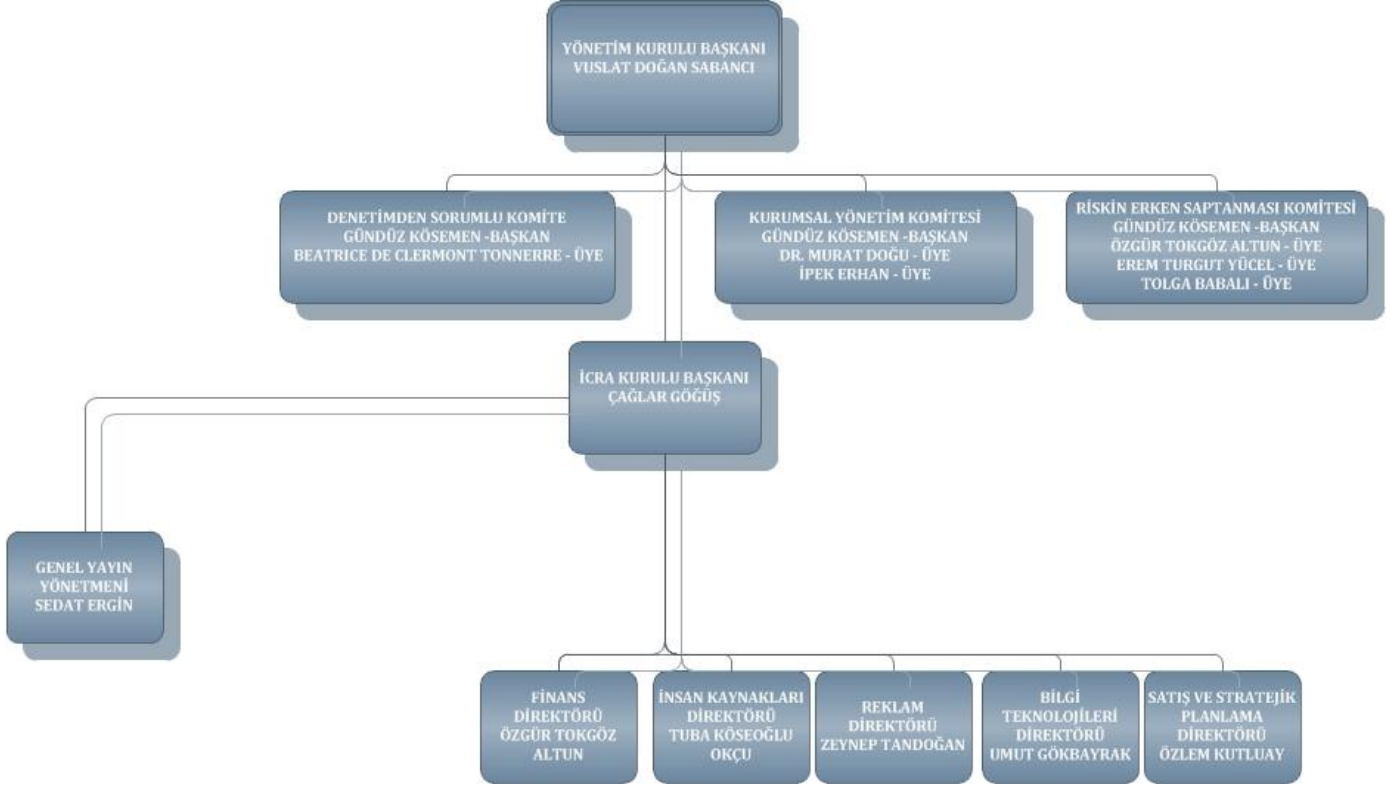 YÖNETİM KURULU BAŞKANI
VUSLAT DOĞAN SABANCI
DENETİMDEN SORUMLU KOMİTE
GÜNDÜZ KÖSEMEN -BAŞKAN
BEATRICE DE CLERMONT TONNERRE - ÜYE
KURUMSAL YÖNETİM KOMİTESİ
GÜNDÜZ KÖSEMEN -BAŞKAN
DR. MURAT DOĞU - ÜYE
İPEK ERHAN - ÜYE
RİSKİN ERKEN SAPTANMASI KOMİTESİ
GÜNDÜZ KÖSEMEN -BAŞKAN
ÖZGÜR TOKGÖZ ALTUN - ÜYE
EREM TURGUT YÜCEL - ÜYE
TOLGA BABALI - ÜYE
İCRA KURULU BAŞKANI
ÇAĞLAR GÖĞÜŞ
GENEL YAYIN
YÖNETMENİ
SEDAT ERGİN
FİNANS
DİREKTÖRÜ
ÖZGÜR TOKGÖZ
ALTUN
İNSAN KAYNAKLARI
DİREKTÖRÜ
TUBA KÖSEOĞLU
OKÇU
REKLAM
DİREKTÖRÜ
ZEYNEP TANDOĞAN
BİLGİ
TEKNOLOJİLERİ
DİREKTÖRÜ
UMUT GÖKBAYRAK
SATIŞ VE STRATEJİK
PLANLAMA
DİREKTÖRÜ
ÖZLEM KUTLUAY